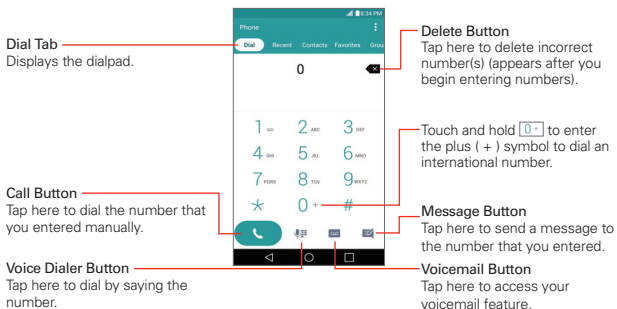 Dial Tab
Displays the dialpad.
Call Button
Tap here to dial the number that
you entered manually.
Voice Dialer Button
Tap here to dial by saying the
number.
8:34 PM
Phone
Dial Recent Contacts Favorites Grou
0
1 GO 2 ABC 3 DEF
4 GHI 5 JKL 6 MNO
7 PQRS 8 TUV 9 WXYZ
* 0 + #
Delete Button
Tap here to delete incorrect
number(s) (appears after you
begin entering numbers).
Touch and hold 0 + to enter
the plus ( + ) symbol to dial an
international number.
Message Button
Tap here to send a message to
the number that you entered.
Voicemail Button
Tap here to access your
voicemail feature.